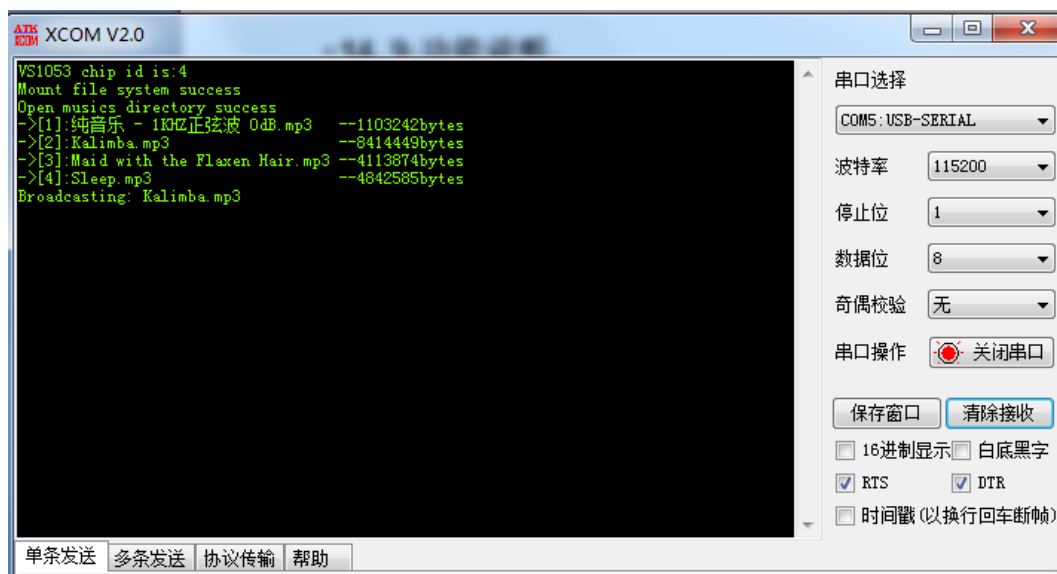 ATK XCOM XCOM V2.0
VS1053 chip id is:4
Mount file system success
Open musics directory success
->[1]:纯音乐 - 1KHZ正弦波 0dB.mp3 --1103242bytes
->[2]:Kalimba.mp3 --8414449bytes
->[3]:Maid with the Flaxen Hair.mp3 --4113874bytes
->[4]:Sleep.mp3 --4842585bytes
Broadcasting: Kalimba.mp3
串口选择
COM5:USB-SERIAL
波特率 115200
停止位 1
数据位 8
奇偶校验 无
串口操作 关闭串口
保存窗口 清除接收
16进制显示 白底黑字
RTS DTR
时间戳(以换行回车断帧)
单条发送 多条发送 协议传输 帮助